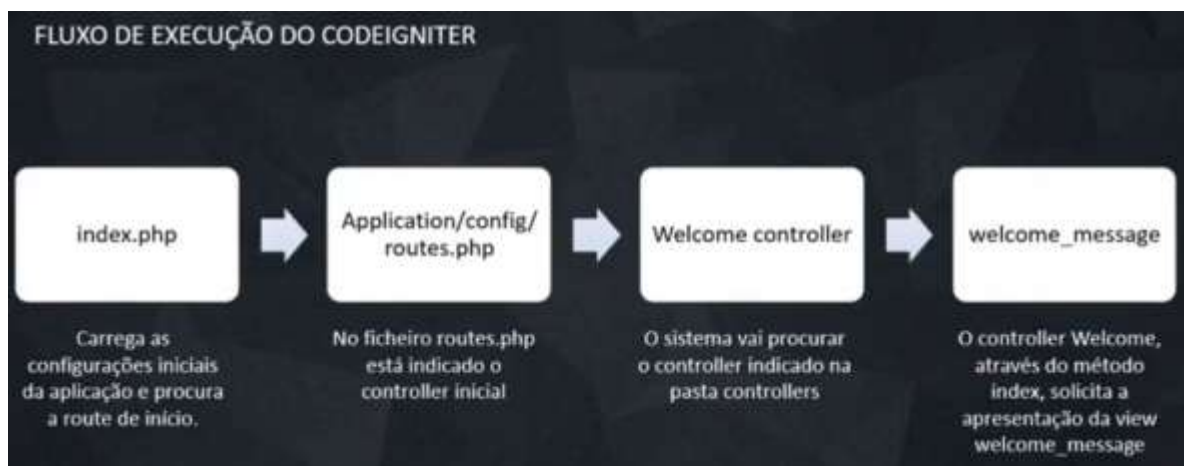 FLUXO DE EXECUÇÃO DO CODEIGNITER
index.php
Application/config/
routes.php
Welcome controller
welcome_message
Carrega as
configurações iniciais
da aplicação e procura
a route de início.
No ficheiro routes.php
está indicado o
controller inicial
O sistema vai procurar
o controller indicado na
pasta controllers
O controller Welcome,
através do método
index, solicita a
apresentação da view
welcome_message